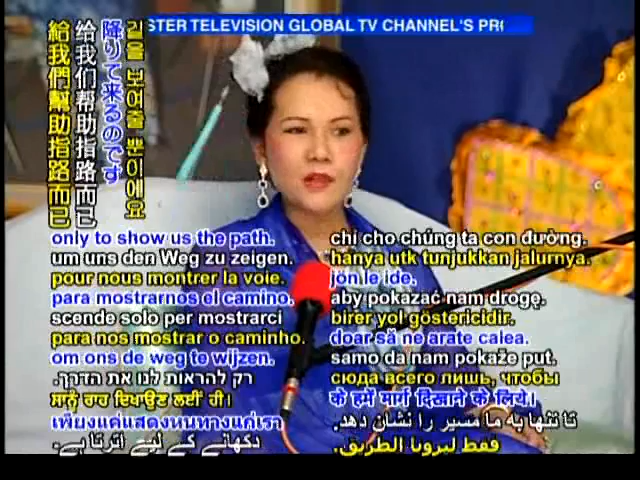 STER TELEVISION GLOBAL TV CHANNEL'S PR
給我們幫助指路而已
给我们帮助指路而已
降りて来るのです
길을 보여줄 뿐이에요
only to show us the path.
um uns den Weg zu zeigen.
pour nous montrer la voie.
para mostrarnos el camino.
scende solo per mostrarci
para nos mostrar o caminho.
om ons de weg te wijzen.
רק להראות לנו את הדרך.
ਸਾਨੂੰ ਰਾਹ ਦਿਖਾਉਣ ਲਈ ਹੀ।
เพียงแค่แสดงหนทางแก่เรา
دکھانے کے لیے اترتا ہے.
chỉ cho chúng ta con đường.
hanya utk tunjukkan jalurnya.
jön le ide.
aby pokazać nam drogę.
birer yol göstericidir.
doar să ne arate calea.
samo da nam pokaže put.
сюда всего лишь, чтобы
के हमें मार्ग दिखाने के लिये।
تا تنها به ما مسیر را نشان دهد.
فقط ليرونا الطريق.